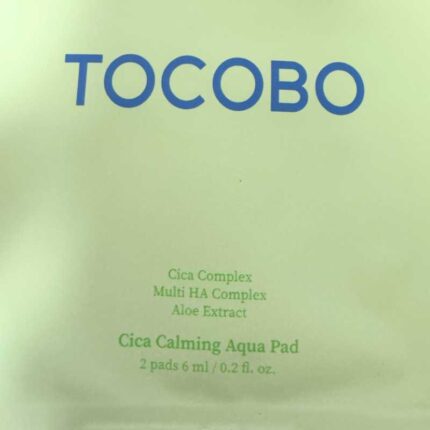 TOCOBO
Cica Complex
Multi HA Complex
Aloe Extract
Cica Calming Aqua Pad
2 pads 6 ml / 0.2 fl. oz.